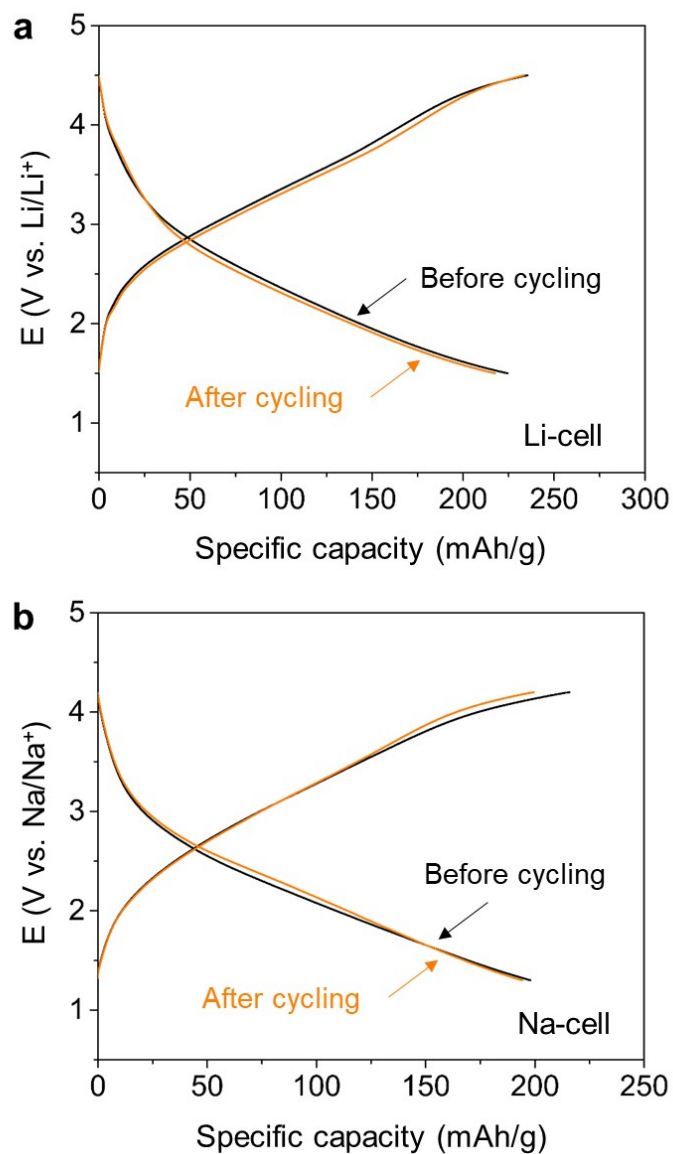 a
5
4
3
2
1
E (V vs. Li/Li⁺)
Before cycling
After cycling
Li-cell
0 50 100 150 200 250 300
Specific capacity (mAh/g)
b
5
4
3
2
1
E (V vs. Na/Na⁺)
Before cycling
After cycling
Na-cell
0 50 100 150 200 250
Specific capacity (mAh/g)